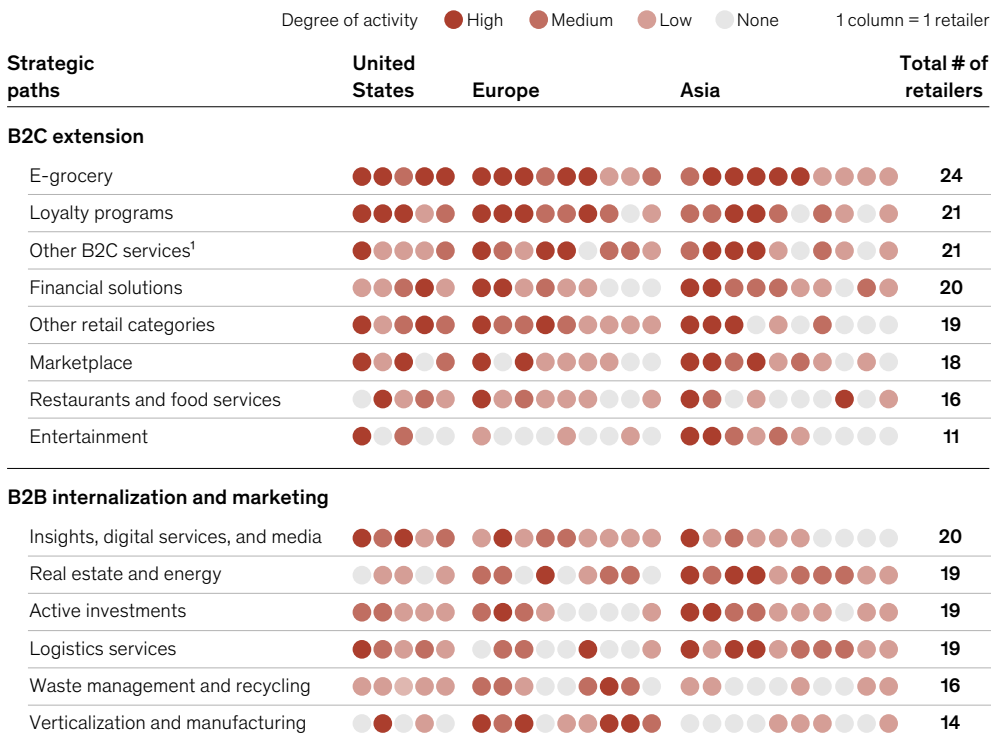 Degree of activity High Medium Low None 1 column = 1 retailer
Strategic paths United States Europe Asia Total # of retailers
B2C extension
E-grocery 24
Loyalty programs 21
Other B2C services¹ 21
Financial solutions 20
Other retail categories 19
Marketplace 18
Restaurants and food services 16
Entertainment 11
B2B internalization and marketing
Insights, digital services, and media 20
Real estate and energy 19
Active investments 19
Logistics services 19
Waste management and recycling 16
Verticalization and manufacturing 14